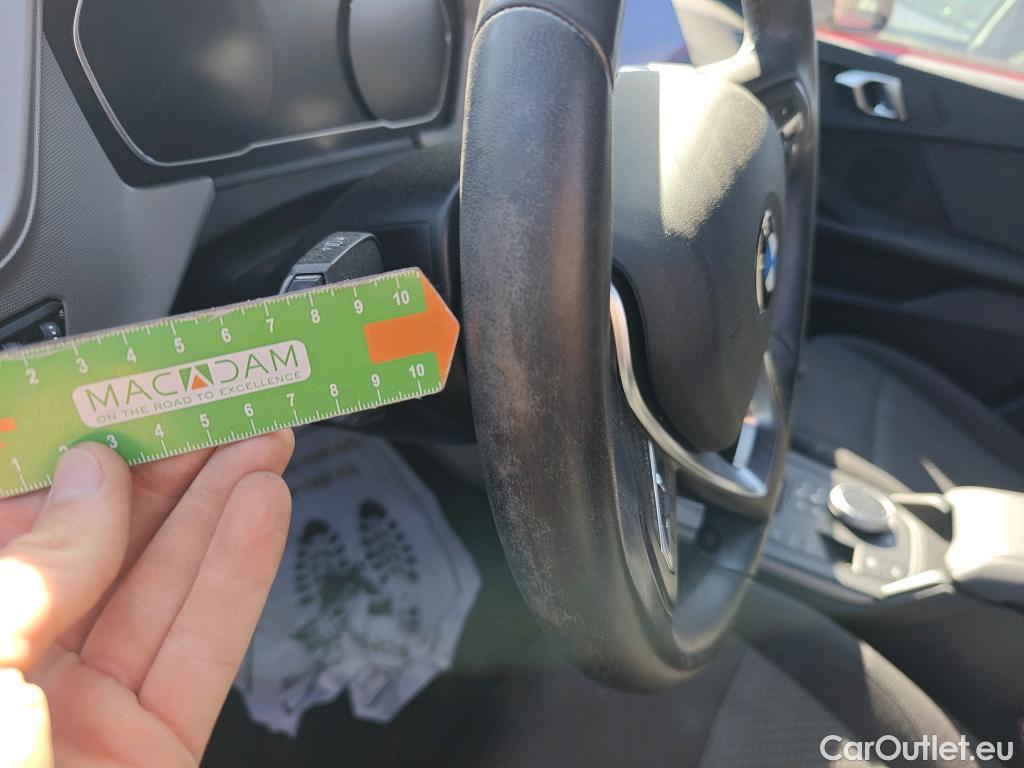 2 3 4 5 6 7 8 9 10
MACADAM
ON THE ROAD TO EXCELLENCE
1 2 3 4 5 6 7 8 9 10
CarOutlet.eu